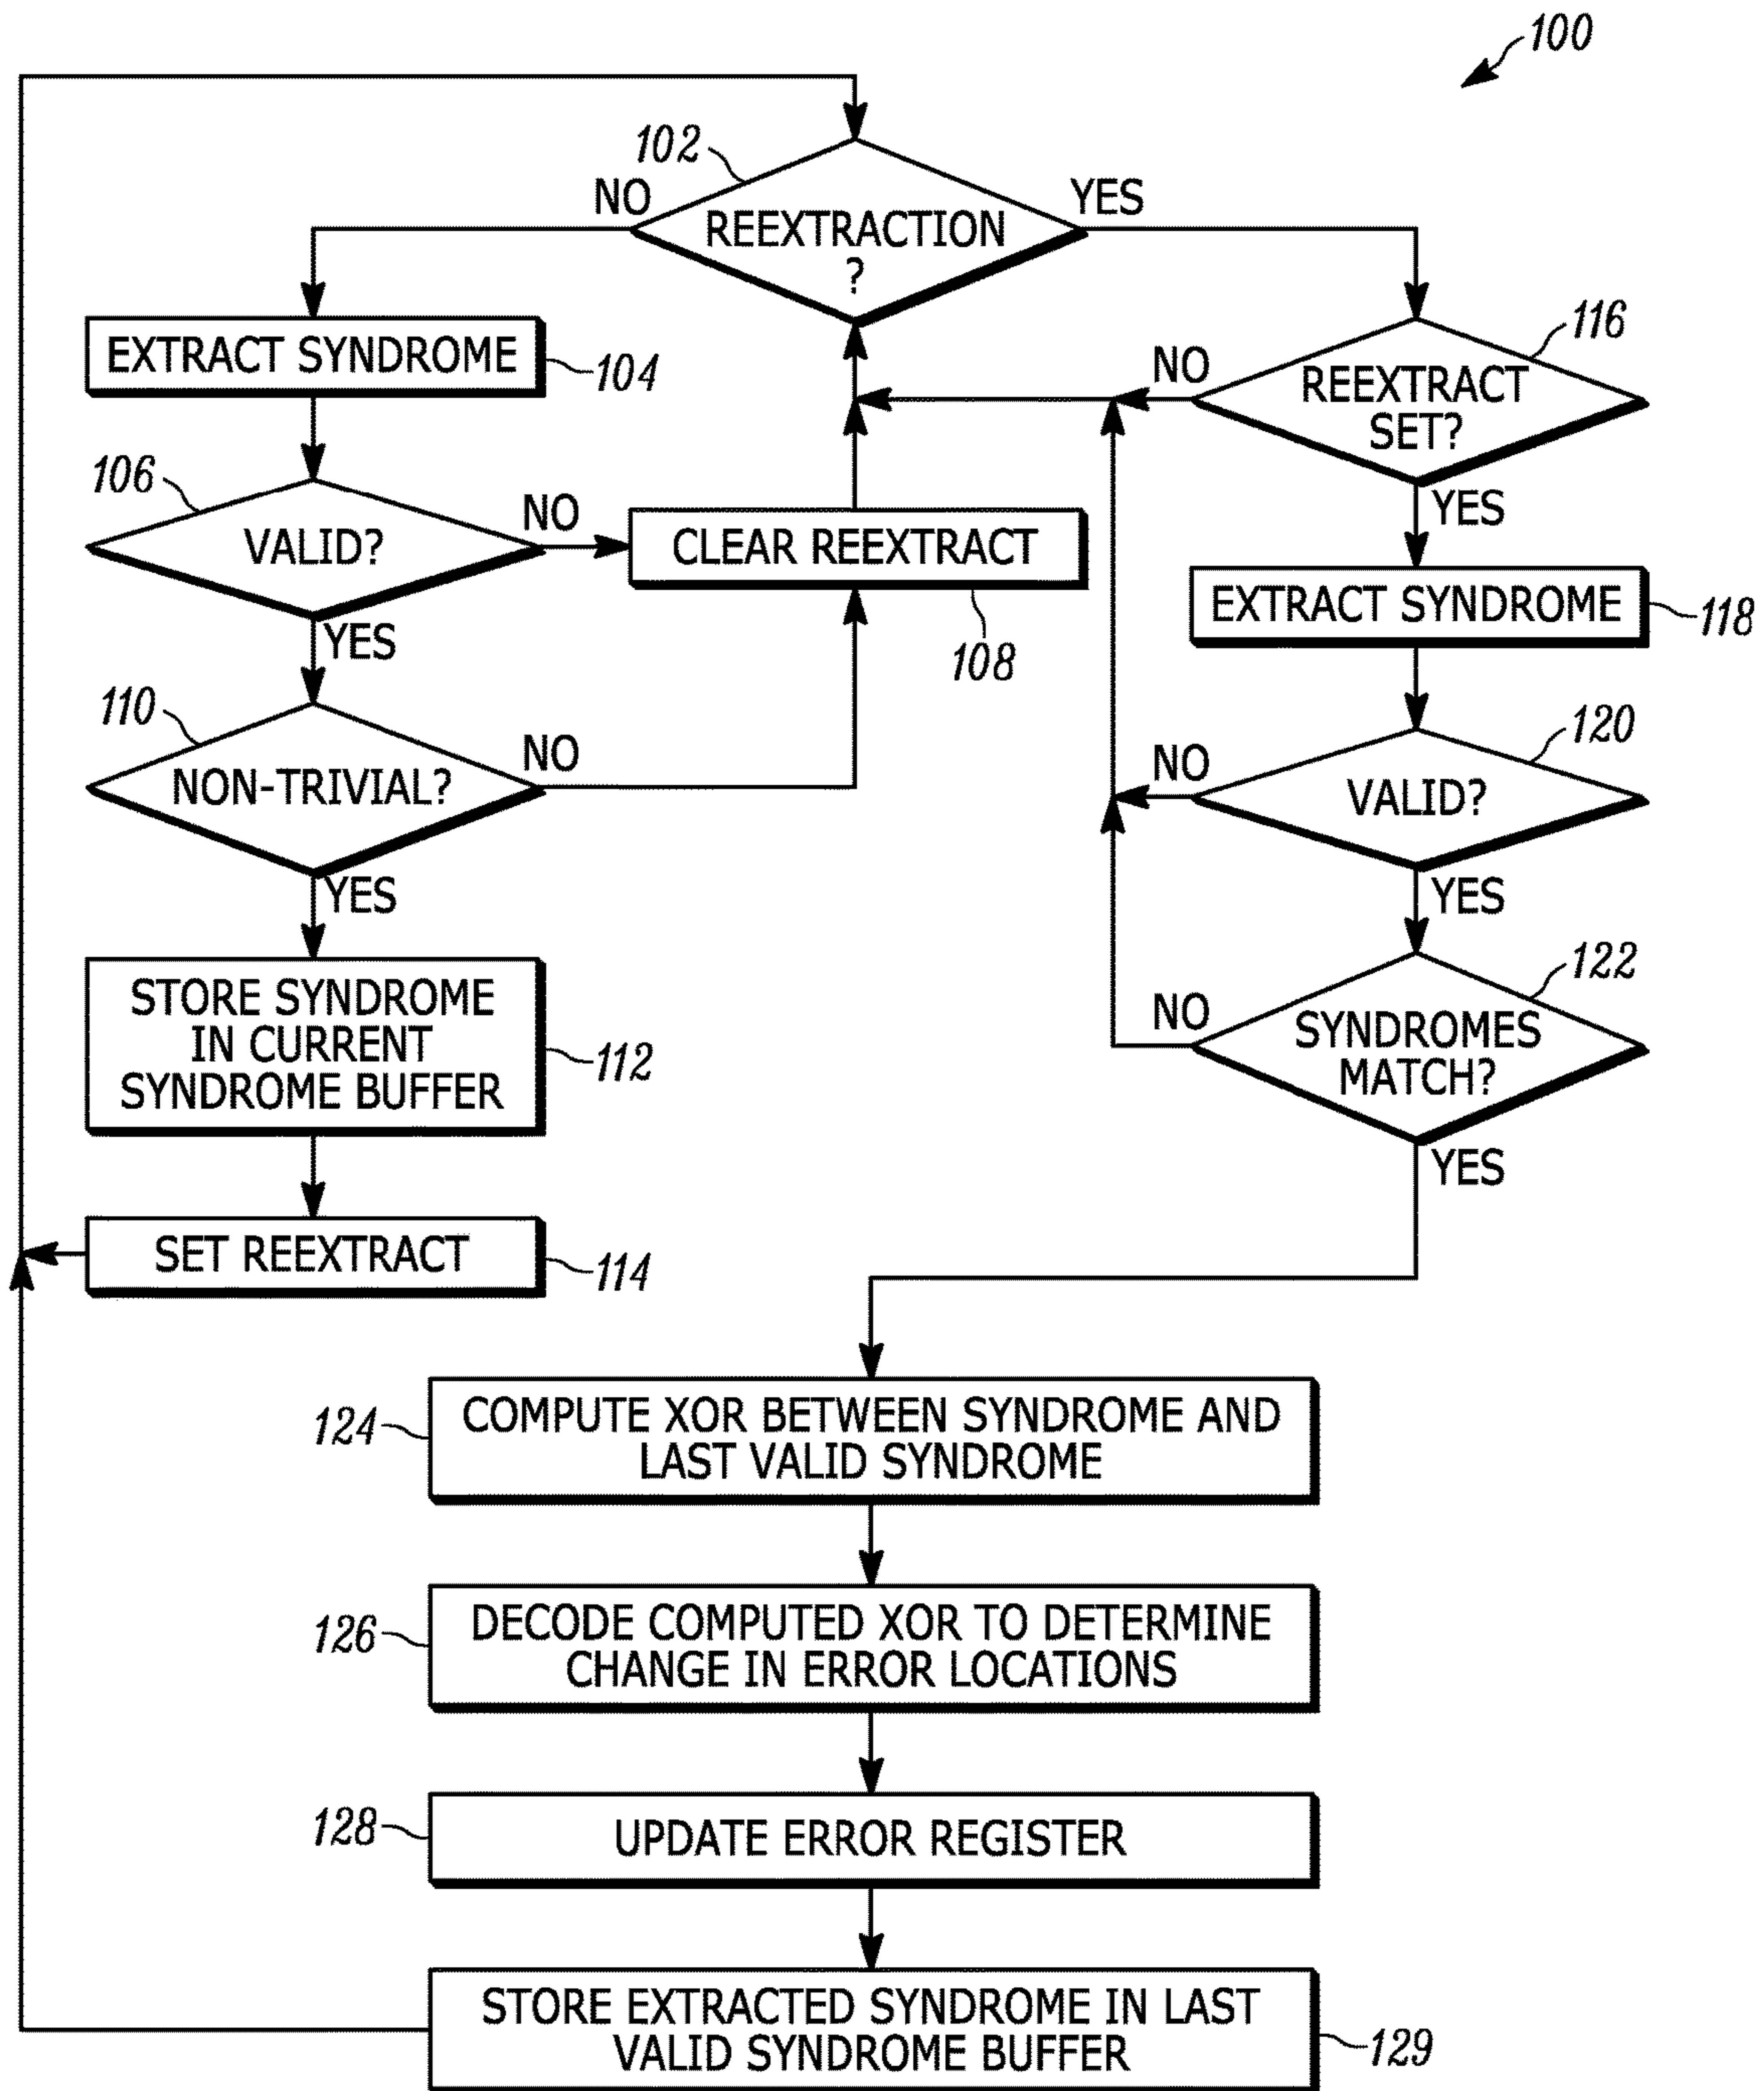 100
102
NO
YES
REEXTRACTION
?
116
EXTRACT SYNDROME
104
NO
REEXTRACT
SET?
106
NO
YES
VALID?
CLEAR REEXTRACT
EXTRACT SYNDROME
118
YES
108
110
120
NO
NO
NON-TRIVIAL?
VALID?
YES
YES
122
STORE SYNDROME
IN CURRENT
SYNDROME BUFFER
112
NO
SYNDROMES
MATCH?
YES
SET REEXTRACT
114
124
COMPUTE XOR BETWEEN SYNDROME AND
LAST VALID SYNDROME
126
DECODE COMPUTED XOR TO DETERMINE
CHANGE IN ERROR LOCATIONS
128
UPDATE ERROR REGISTER
STORE EXTRACTED SYNDROME IN LAST
VALID SYNDROME BUFFER
129